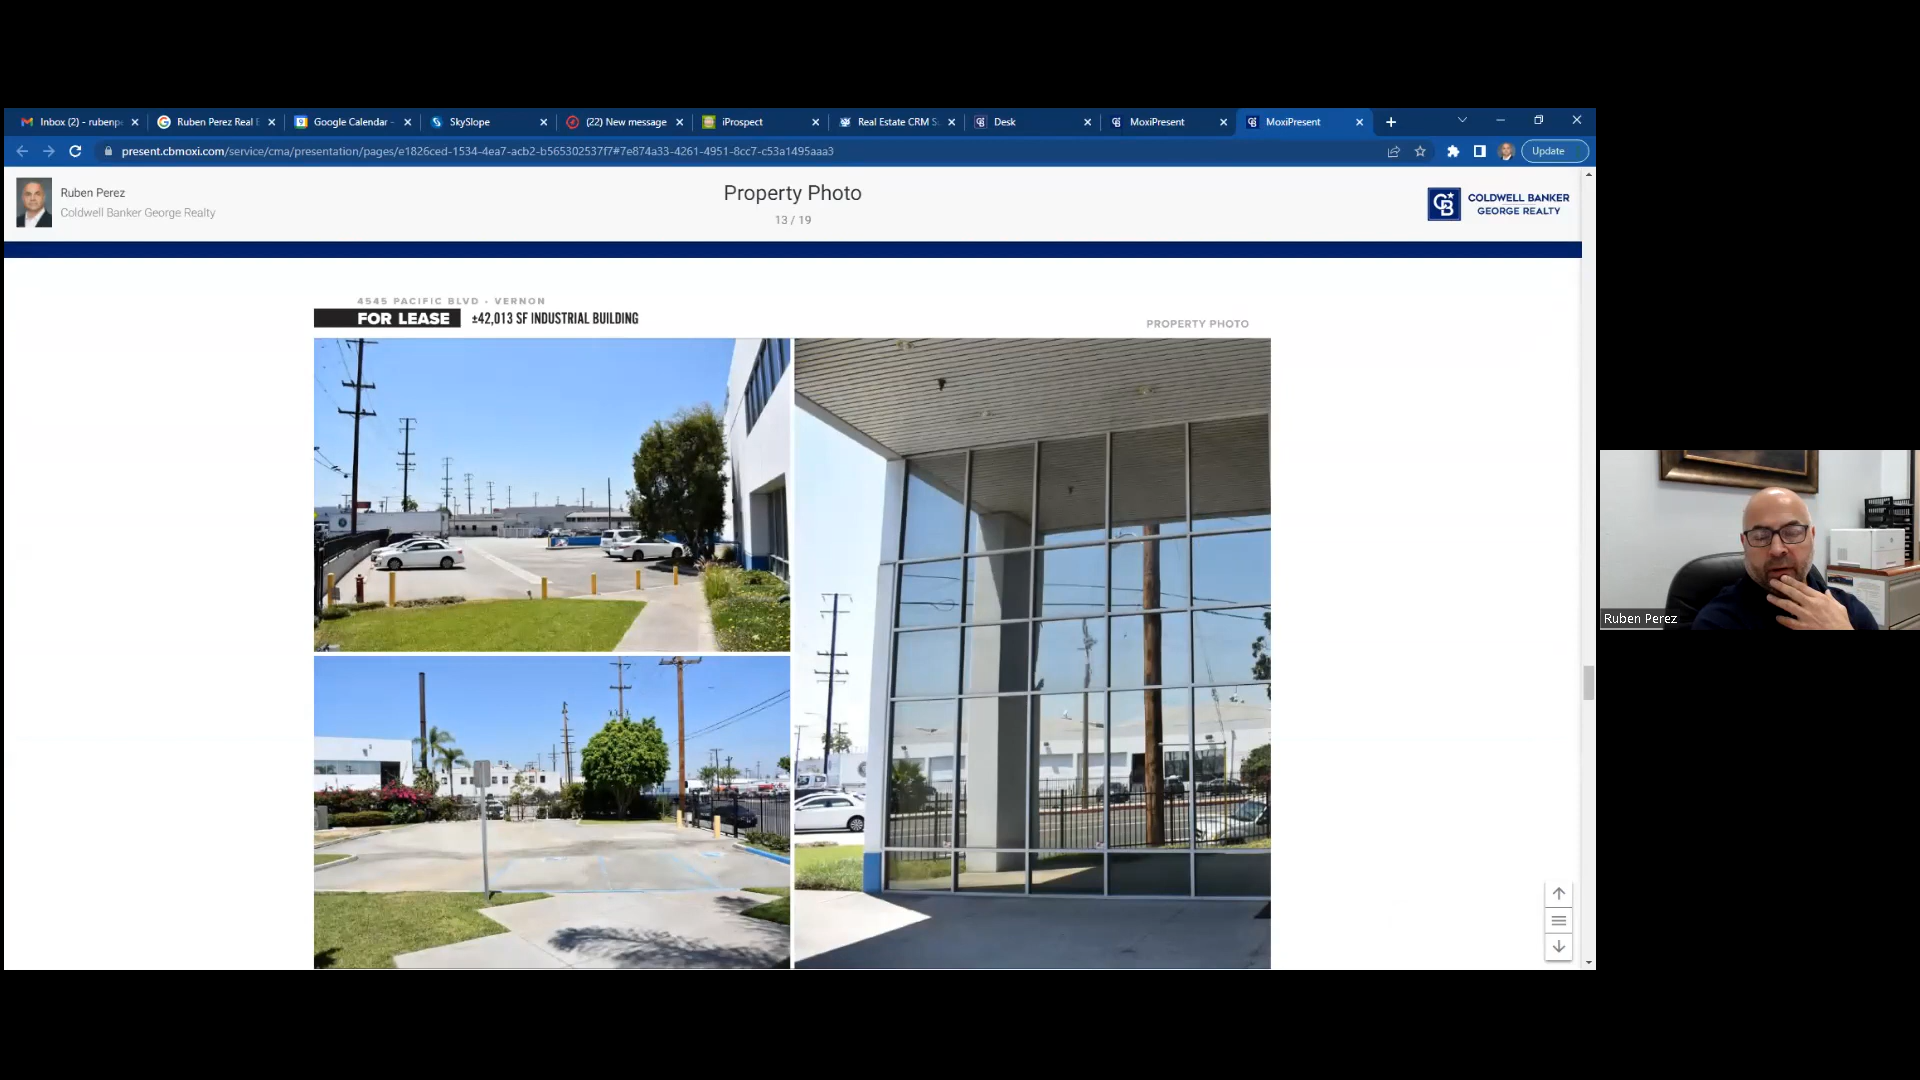 Inbox (2) - rubenp
Ruben Perez Real E
Google Calendar -
SkySlope
(22) New message
iProspect
Real Estate CRM S
Desk
MoxiPresent
MoxiPresent
present.cbmoxi.com/service/cma/presentation/pages/e1826ced-1534-4ea7-acb2-b565302537f7#7e874a33-4261-4951-8cc7-c53a1495aaa3
Update
Ruben Perez
Coldwell Banker George Realty
Property Photo
13 / 19
CB
COLDWELL BANKER
GEORGE REALTY
4545 PACIFIC BLVD - VERNON
FOR LEASE ±42,013 SF INDUSTRIAL BUILDING
PROPERTY PHOTO
Ruben Perez